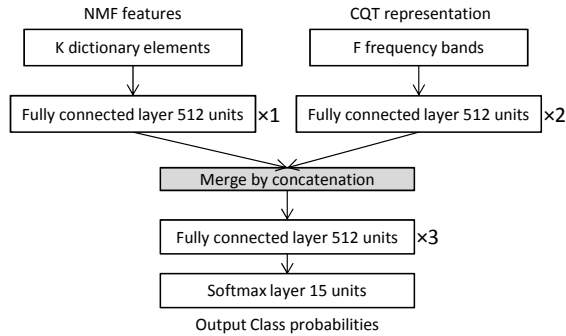 NMF features
CQT representation
K dictionary elements
F frequency bands
Fully connected layer 512 units ×1
Fully connected layer 512 units ×2
Merge by concatenation
Fully connected layer 512 units ×3
Softmax layer 15 units
Output Class probabilities